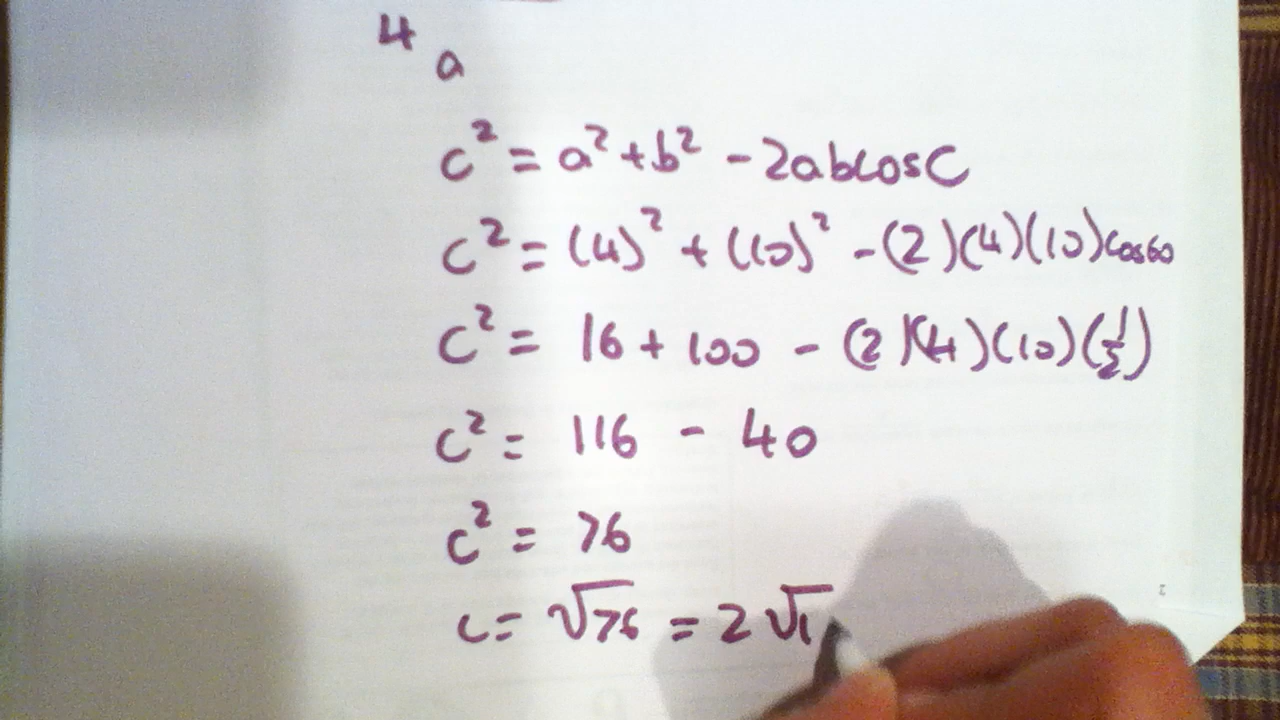 4
a
c² = a² + b² - 2abcosC
c² = (4)² + (10)² - (2)(4)(10)cos60
c² = 16 + 100 - (2)(4)(10)(1/2)
c² = 116 - 40
c² = 76
c = √76 = 2√1